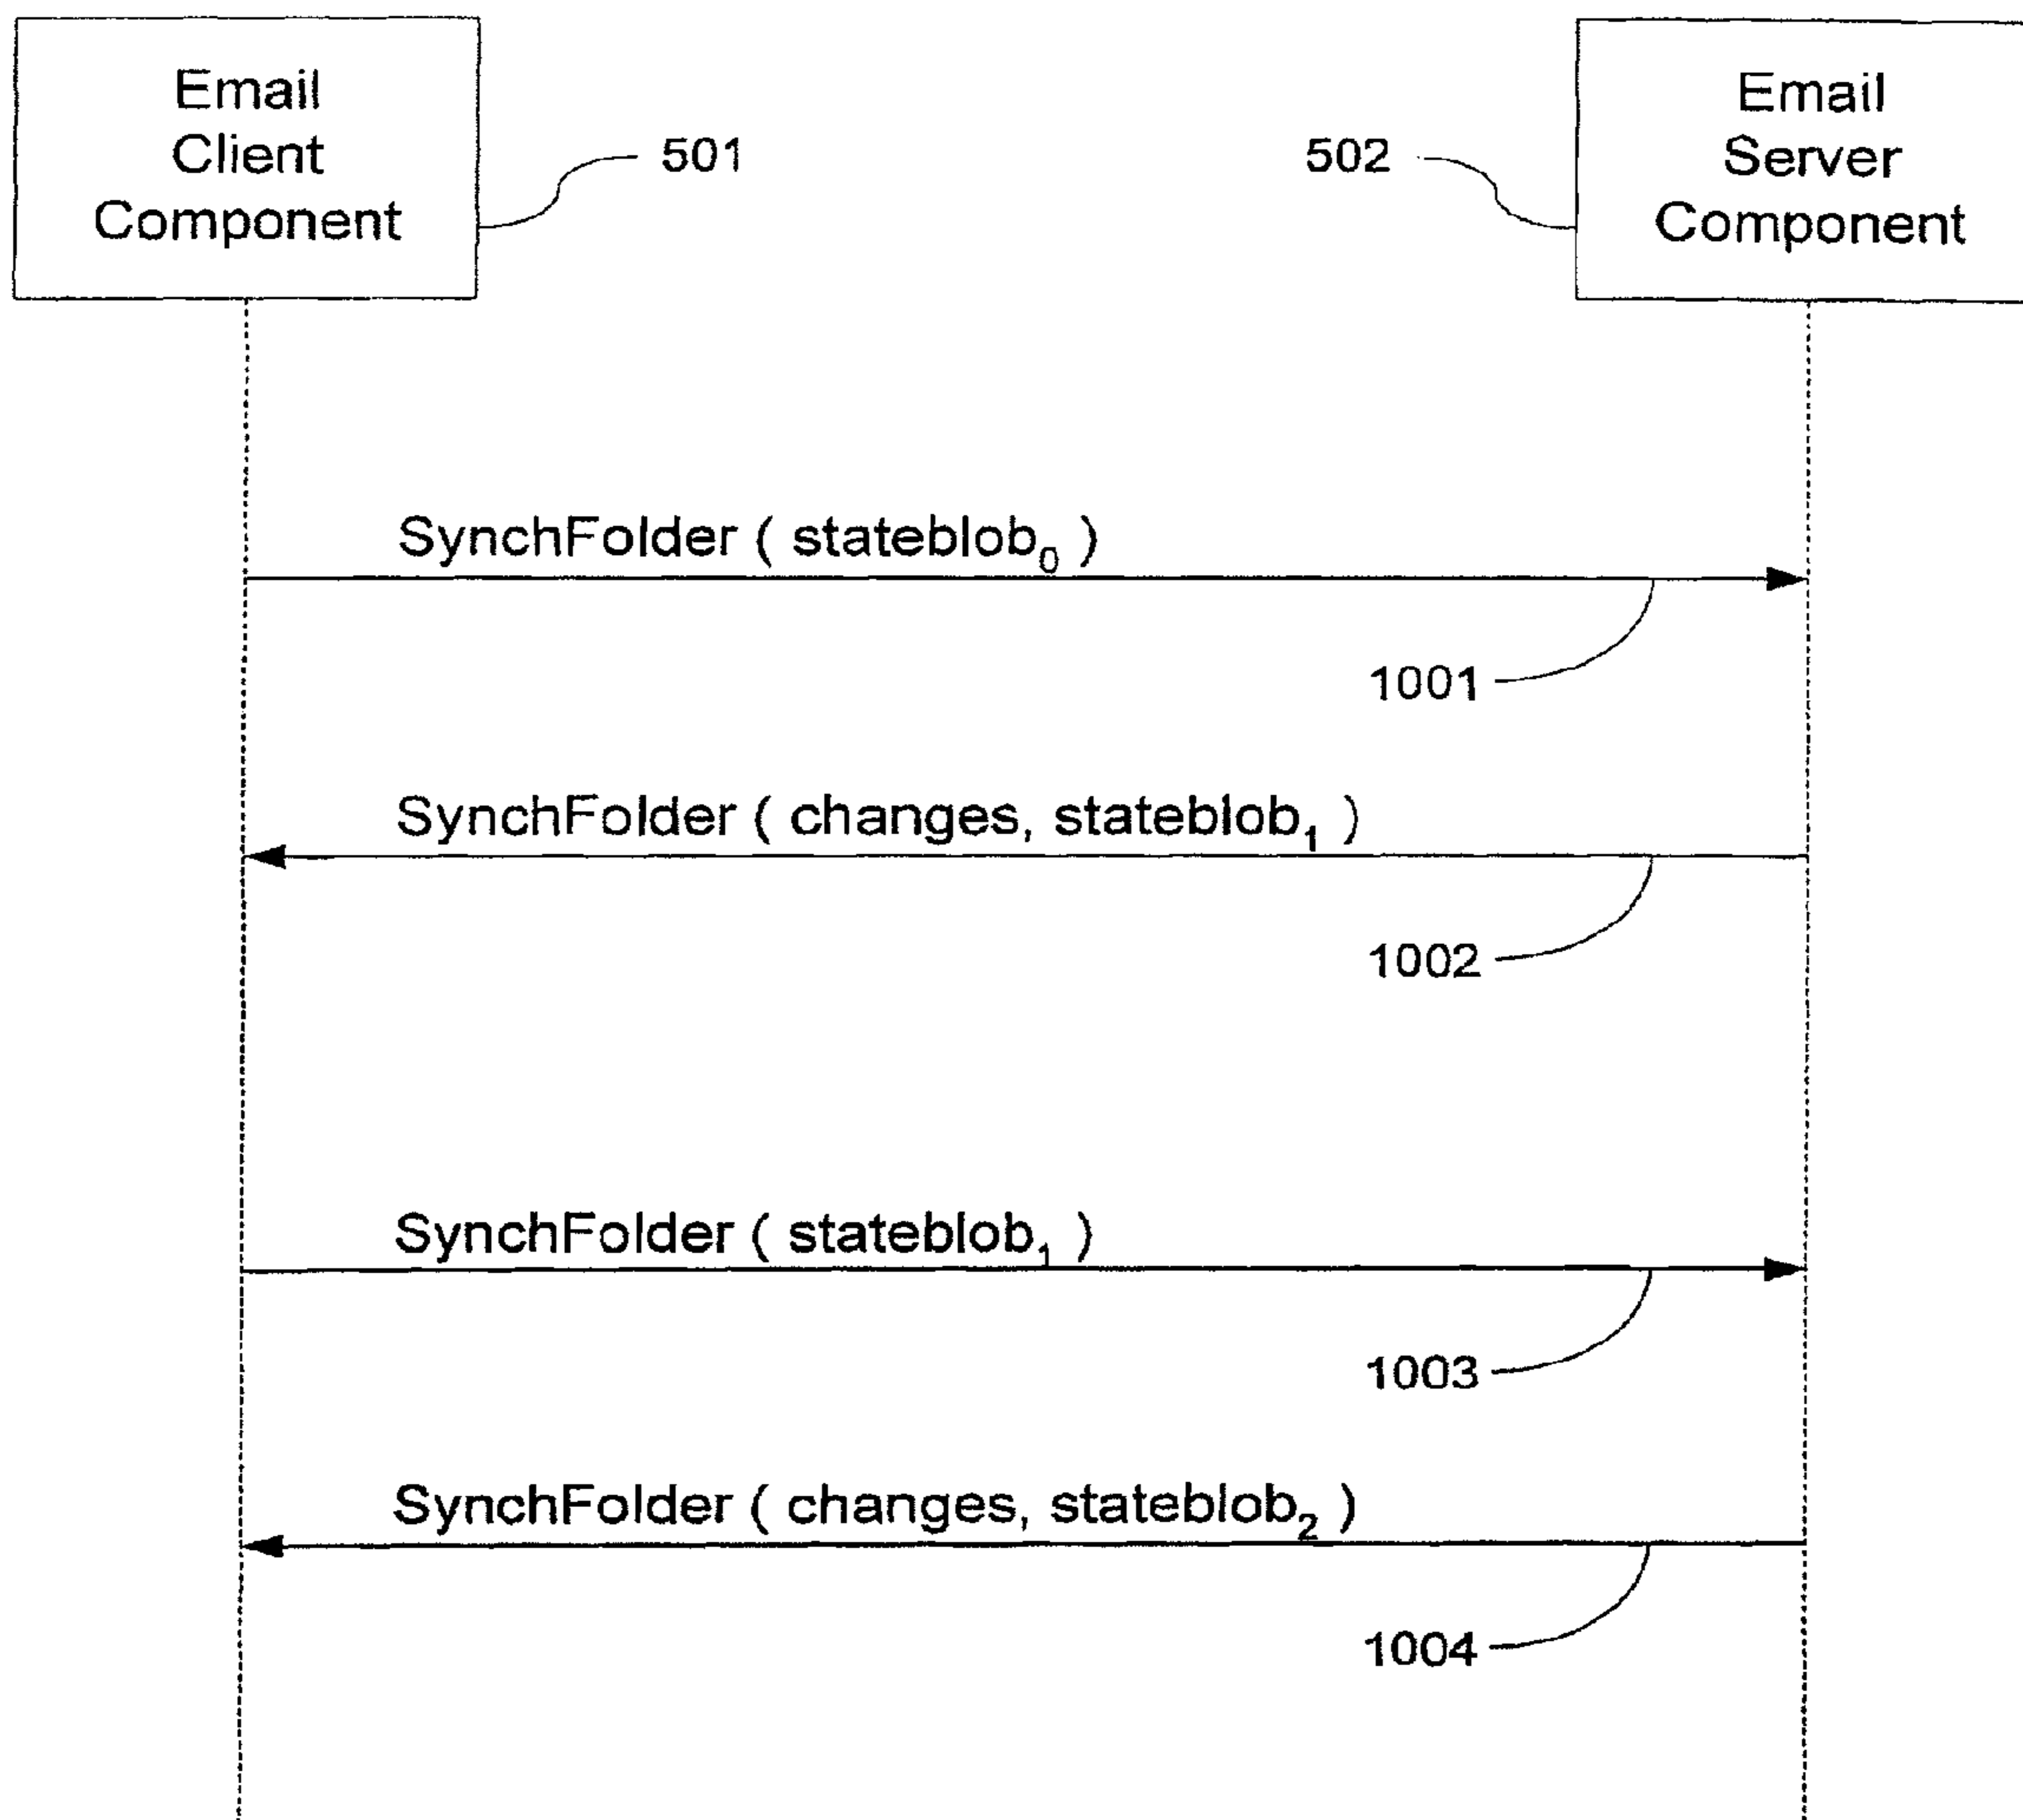 Email
Client
Component
501
502
Email
Server
Component
SynchFolder ( stateblob₀ )
1001
SynchFolder ( changes, stateblob₁ )
1002
SynchFolder ( stateblob₁ )
1003
SynchFolder ( changes, stateblob₂ )
1004